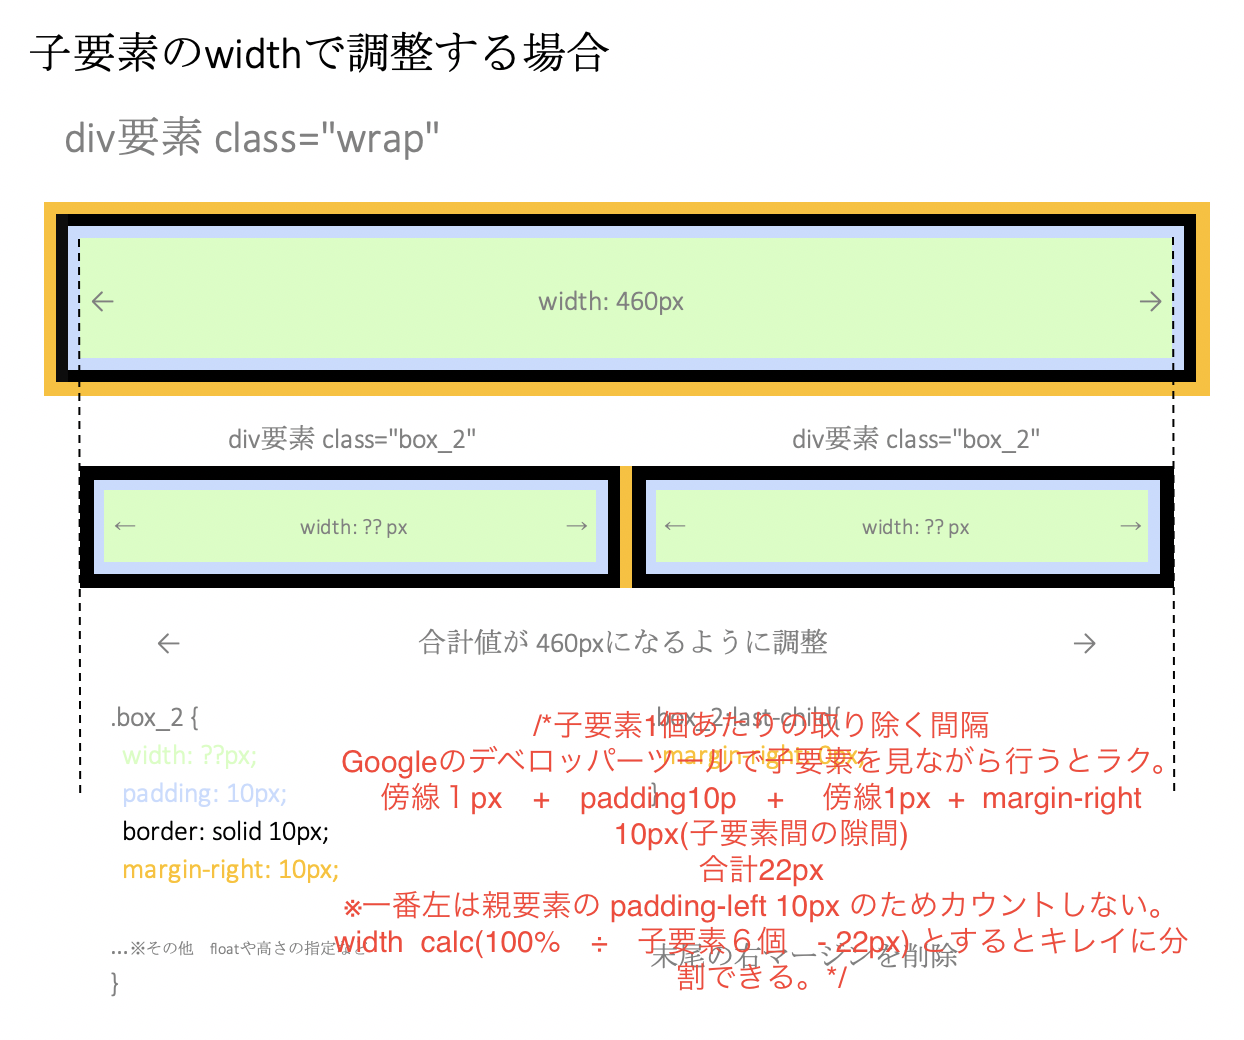 子要素のwidthで調整する場合
div要素 class="wrap"
← width: 460px →
div要素 class="box_2" div要素 class="box_2"
← width: ?? px → ← width: ?? px →
← 合計値が 460pxになるように調整 →
.box_2 {
width: ??px;
padding: 10px;
border: solid 10px;
margin-right: 10px;
...※その他　floatや高さの指定など
}
.box_2:last-child{
margin-right: 0px;
}
末尾の右マージンを削除
/*子要素1個あたりの取り除く間隔
Googleのデベロッパーツールで子要素を見ながら行うとラク。
傍線１px　+　padding10p　+　傍線1px + margin-right
10px(子要素間の隙間)
合計22px
※一番左は親要素の padding-left 10px のためカウントしない。
width calc(100%　÷　子要素６個　- 22px) とするとキレイに分
割できる。*/